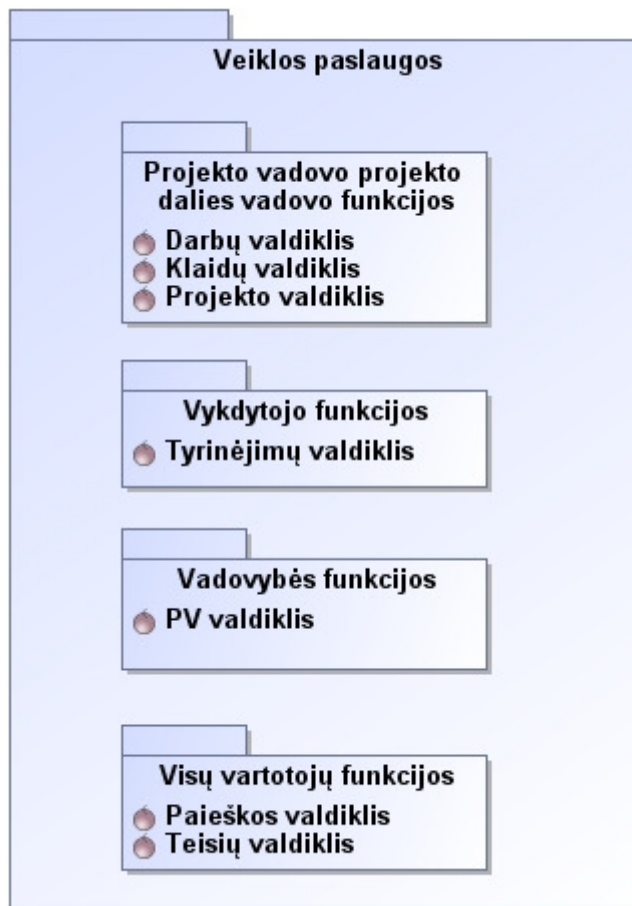 Veiklos paslaugos
Projekto vadovo projekto
dalies vadovo funkcijos
Darbų valdiklis
Klaidų valdiklis
Projekto valdiklis
Vykdytojo funkcijos
Tyrinėjimų valdiklis
Vadovybės funkcijos
PV valdiklis
Visų vartotojų funkcijos
Paieškos valdiklis
Teisių valdiklis